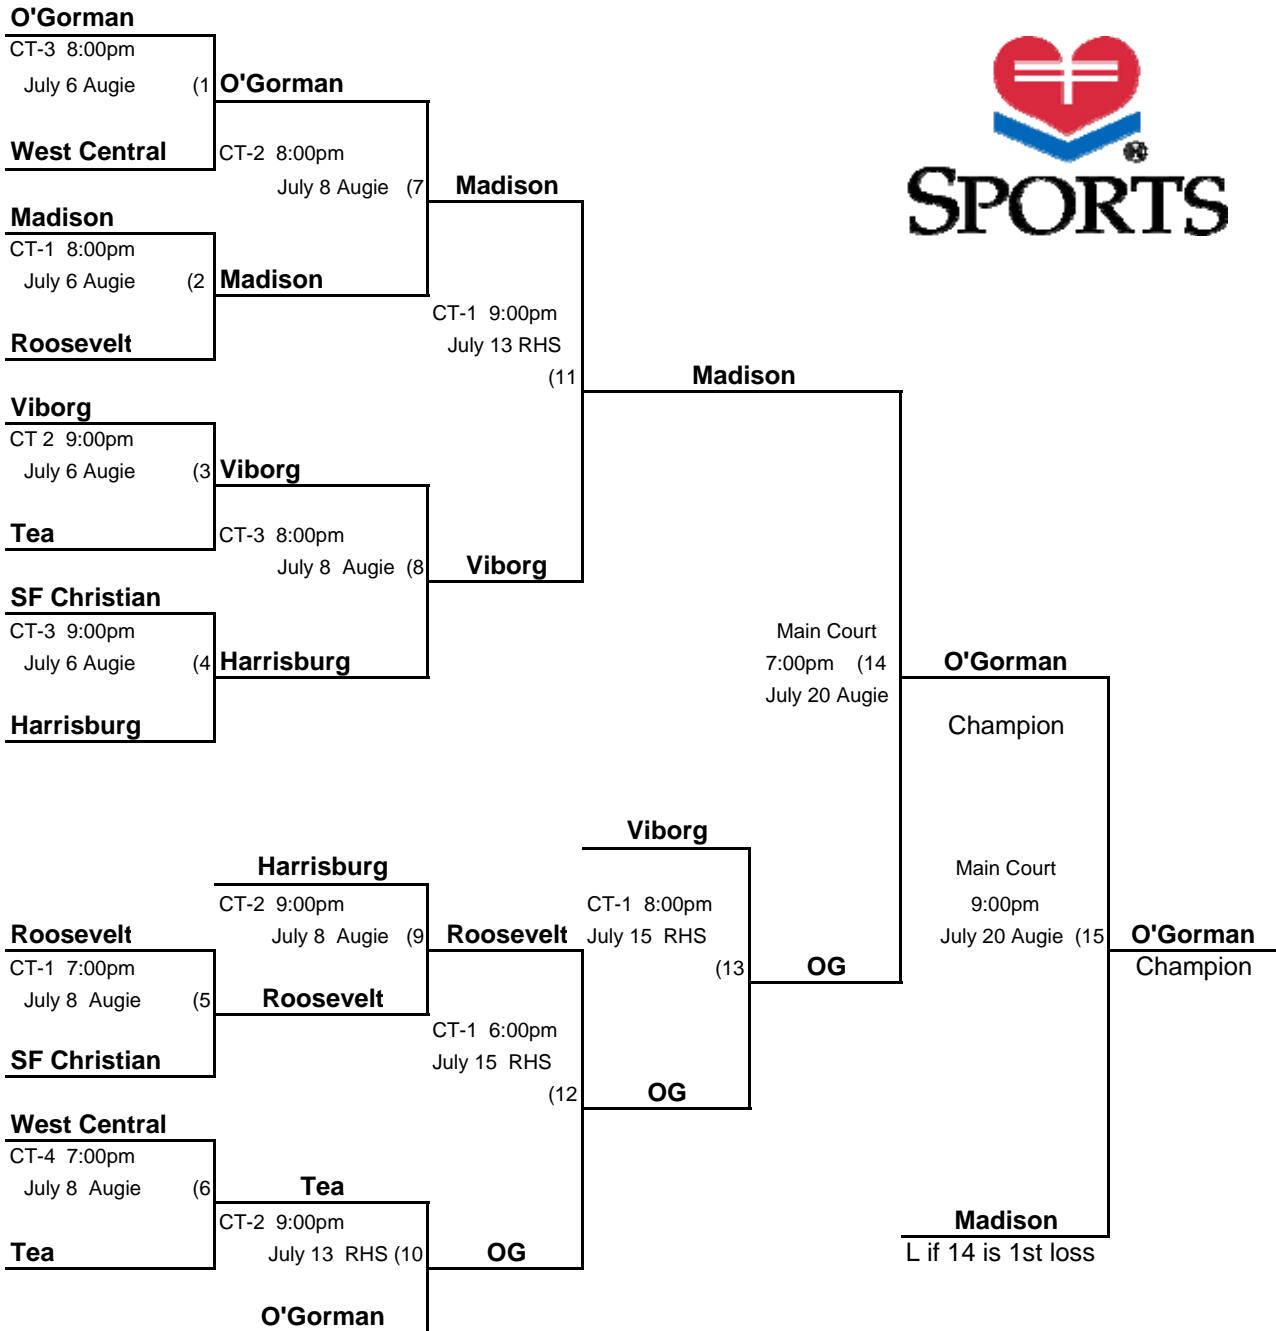 O'Gorman
CT-3 8:00pm
July 6 Augie (1 O'Gorman
West Central
CT-2 8:00pm
July 8 Augie (7 Madison
Madison
CT-1 8:00pm
July 6 Augie (2 Madison
Roosevelt
CT-1 9:00pm
July 13 RHS
(11 Madison
Viborg
CT 2 9:00pm
July 6 Augie (3 Viborg
Tea
CT-3 8:00pm
July 8 Augie (8 Viborg
SF Christian
CT-3 9:00pm
July 6 Augie (4 Harrisburg
Harrisburg
Main Court
7:00pm (14 O'Gorman
July 20 Augie
Champion
Viborg
Harrisburg
CT-2 9:00pm
July 8 Augie (9 Roosevelt
Roosevelt
CT-1 7:00pm
July 8 Augie (5 Roosevelt
SF Christian
CT-1 8:00pm
July 15 RHS
(13 OG
CT-1 6:00pm
July 15 RHS
(12 OG
Main Court
9:00pm
July 20 Augie (15 O'Gorman
Champion
West Central
CT-4 7:00pm
July 8 Augie (6 Tea
Tea
CT-2 9:00pm
July 13 RHS (10 OG
O'Gorman
Madison
L if 14 is 1st loss
®
SPORTS